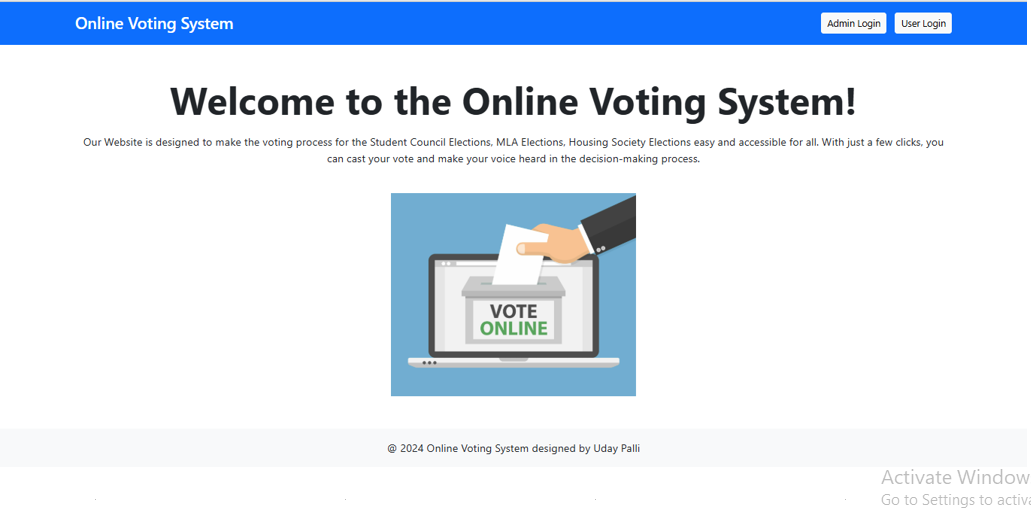 Online Voting System
Admin Login
User Login
Welcome to the Online Voting System!
Our Website is designed to make the voting process for the Student Council Elections, MLA Elections, Housing Society Elections easy and accessible for all. With just a few clicks, you
can cast your vote and make your voice heard in the decision-making process.
VOTE
ONLINE
@ 2024 Online Voting System designed by Uday Palli
Activate Window
Go to Settings to activa